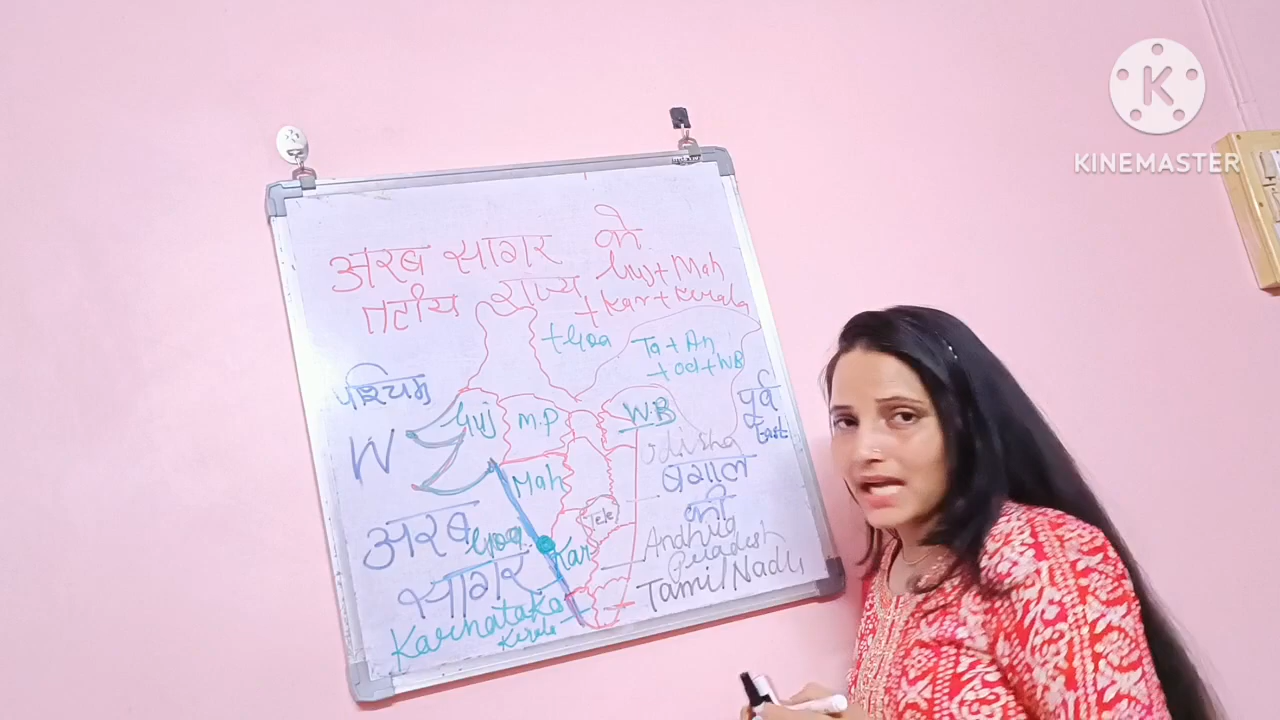 अरब सागर के
तटीय राज्य Guj + Mah
+ Kar + Kerala
+ Goa
Ta + An
+ Od + WB
पश्चिम
W
पूर्व
East
Guj
M.P
W.B
Odisha
Mah
बंगाल
की
Tele
अरब
Goa
Kar
Andhra
Pradesh
सागर
Tamil Nadu
Karnataka
Kerala
K
KINEMASTER